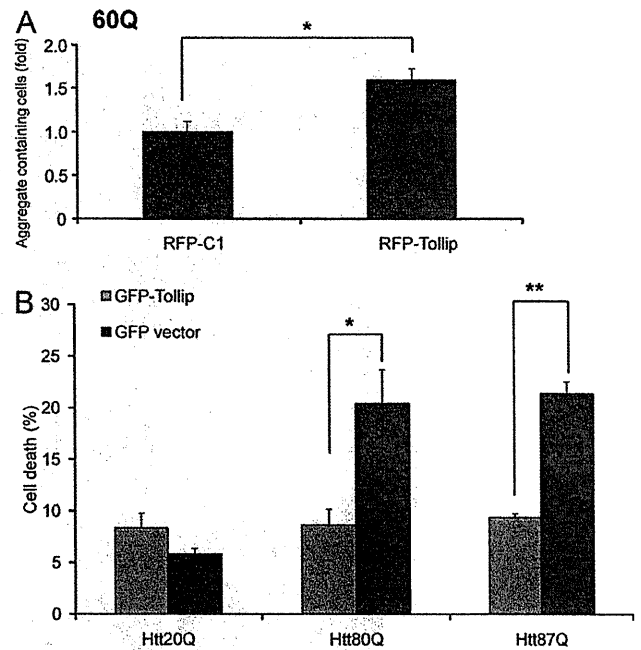 A 60Q
Aggregate containing cells (fold)
2.0
1.5
1.0
0.5
0
*
RFP-C1 RFP-Tollip
B
GFP-Tollip
GFP vector
Cell death (%)
30
25
20
15
10
5
0
*
**
Htt20Q Htt80Q Htt87Q